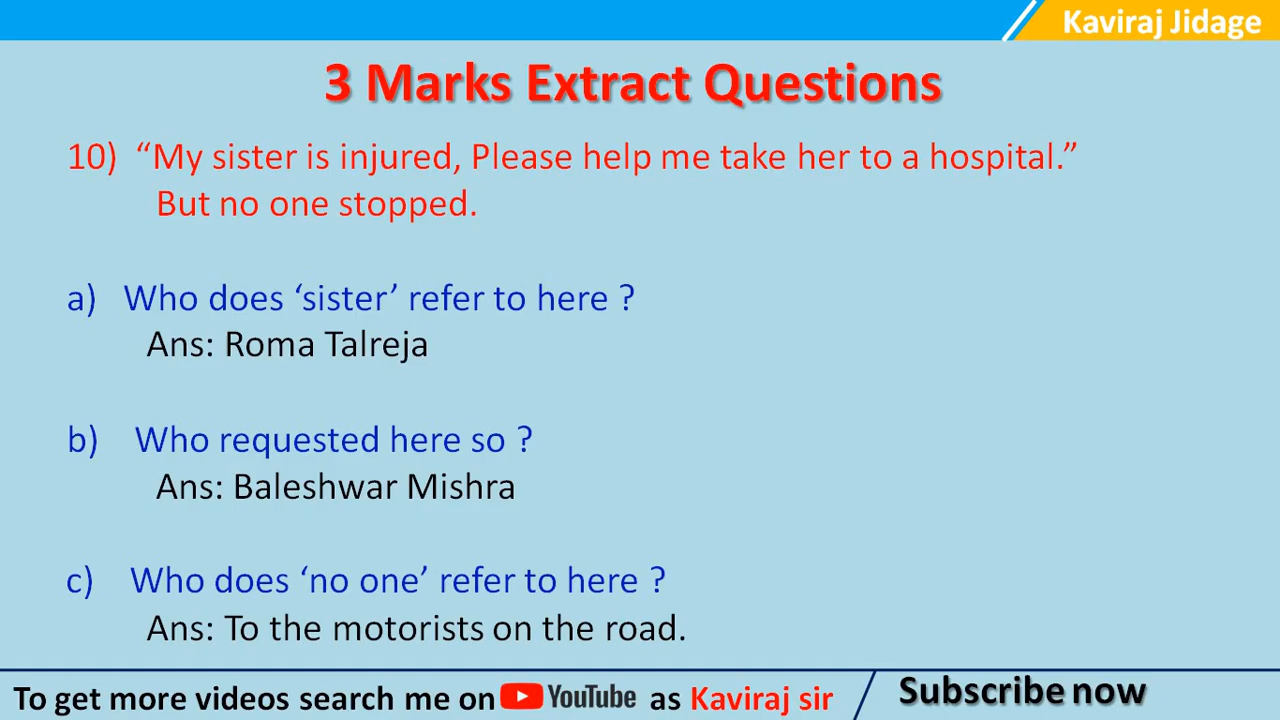 Kaviraj Jidage
3 Marks Extract Questions
10) “My sister is injured, Please help me take her to a hospital.”
But no one stopped.
a) Who does ‘sister’ refer to here ?
Ans: Roma Talreja
b) Who requested here so ?
Ans: Baleshwar Mishra
c) Who does ‘no one’ refer to here ?
Ans: To the motorists on the road.
To get more videos search me on YouTube as Kaviraj sir
Subscribe now